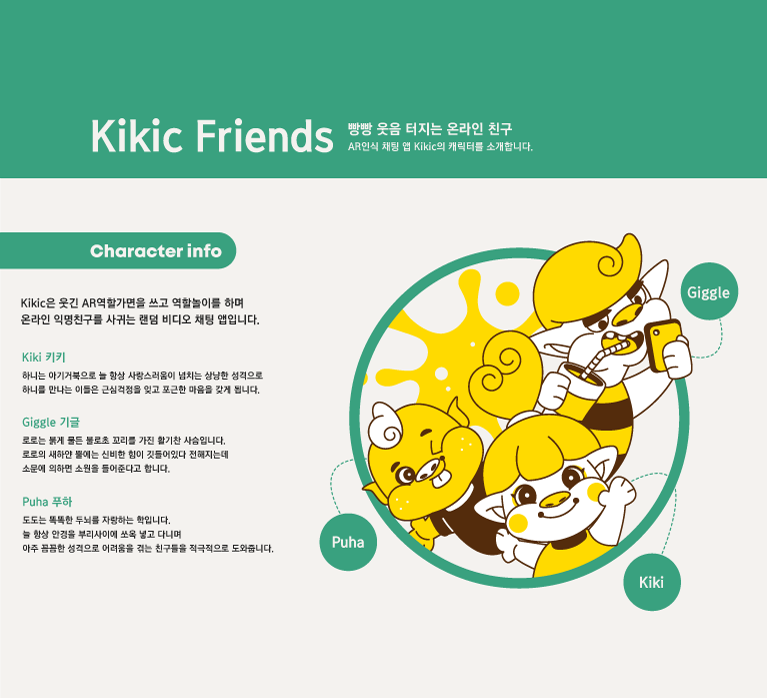 Kikic Friends
빵빵 웃음 터지는 온라인 친구
AR인식 채팅 앱 Kikic의 캐릭터를 소개합니다.
Character info
Kikic은 웃긴 AR역할가면을 쓰고 역할놀이를 하며
온라인 익명친구를 사귀는 랜덤 비디오 채팅 앱입니다.
Kiki 키키
하니는 아기거북으로 늘 항상 사랑스러움이 넘치는 상냥한 성격으로
하니를 만나는 이들은 근심걱정을 잊고 포근한 마음을 갖게 됩니다.
Giggle 기글
로로는 붉게 물든 불로초 꼬리를 가진 활기찬 사슴입니다.
로로의 새하얀 뿔에는 신비한 힘이 깃들어있다 전해지는데
소문에 의하면 소원을 들어준다고 합니다.
Puha 푸하
도도는 똑똑한 두뇌를 자랑하는 학입니다.
늘 항상 안경을 부리사이에 쏘옥 넣고 다니며
아주 꼼꼼한 성격으로 어려움을 겪는 친구들을 적극적으로 도와줍니다.
Giggle
Puha
Kiki